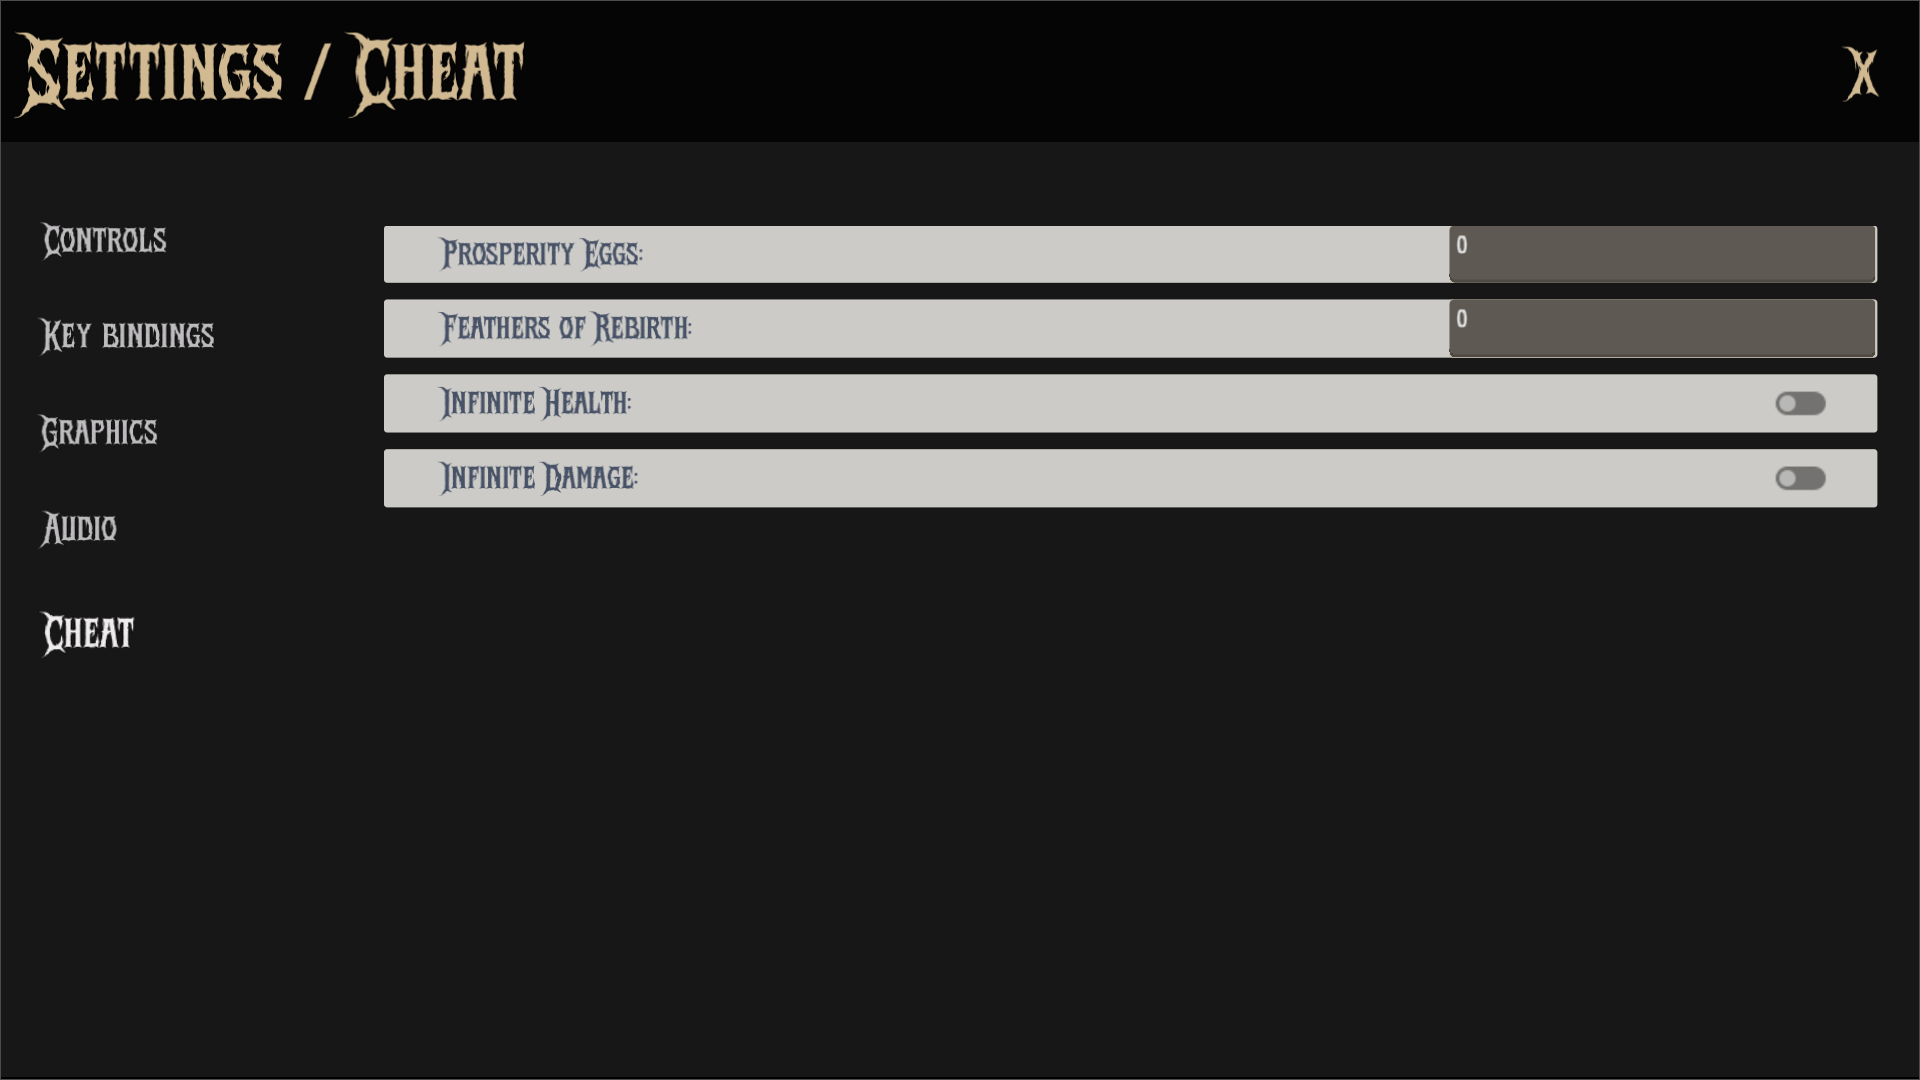 Settings / Cheat
X
Controls
Key bindings
Graphics
Audio
Cheat
Prosperity Eggs:
0
Feathers of Rebirth:
0
Infinite Health:
Infinite Damage: